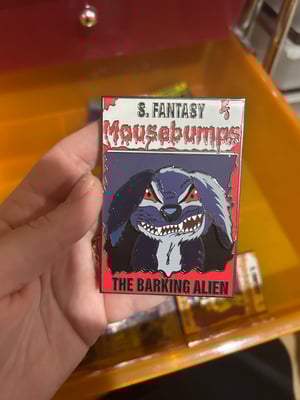 S. FANTASY
Mousebumps
THE BARKING ALIEN